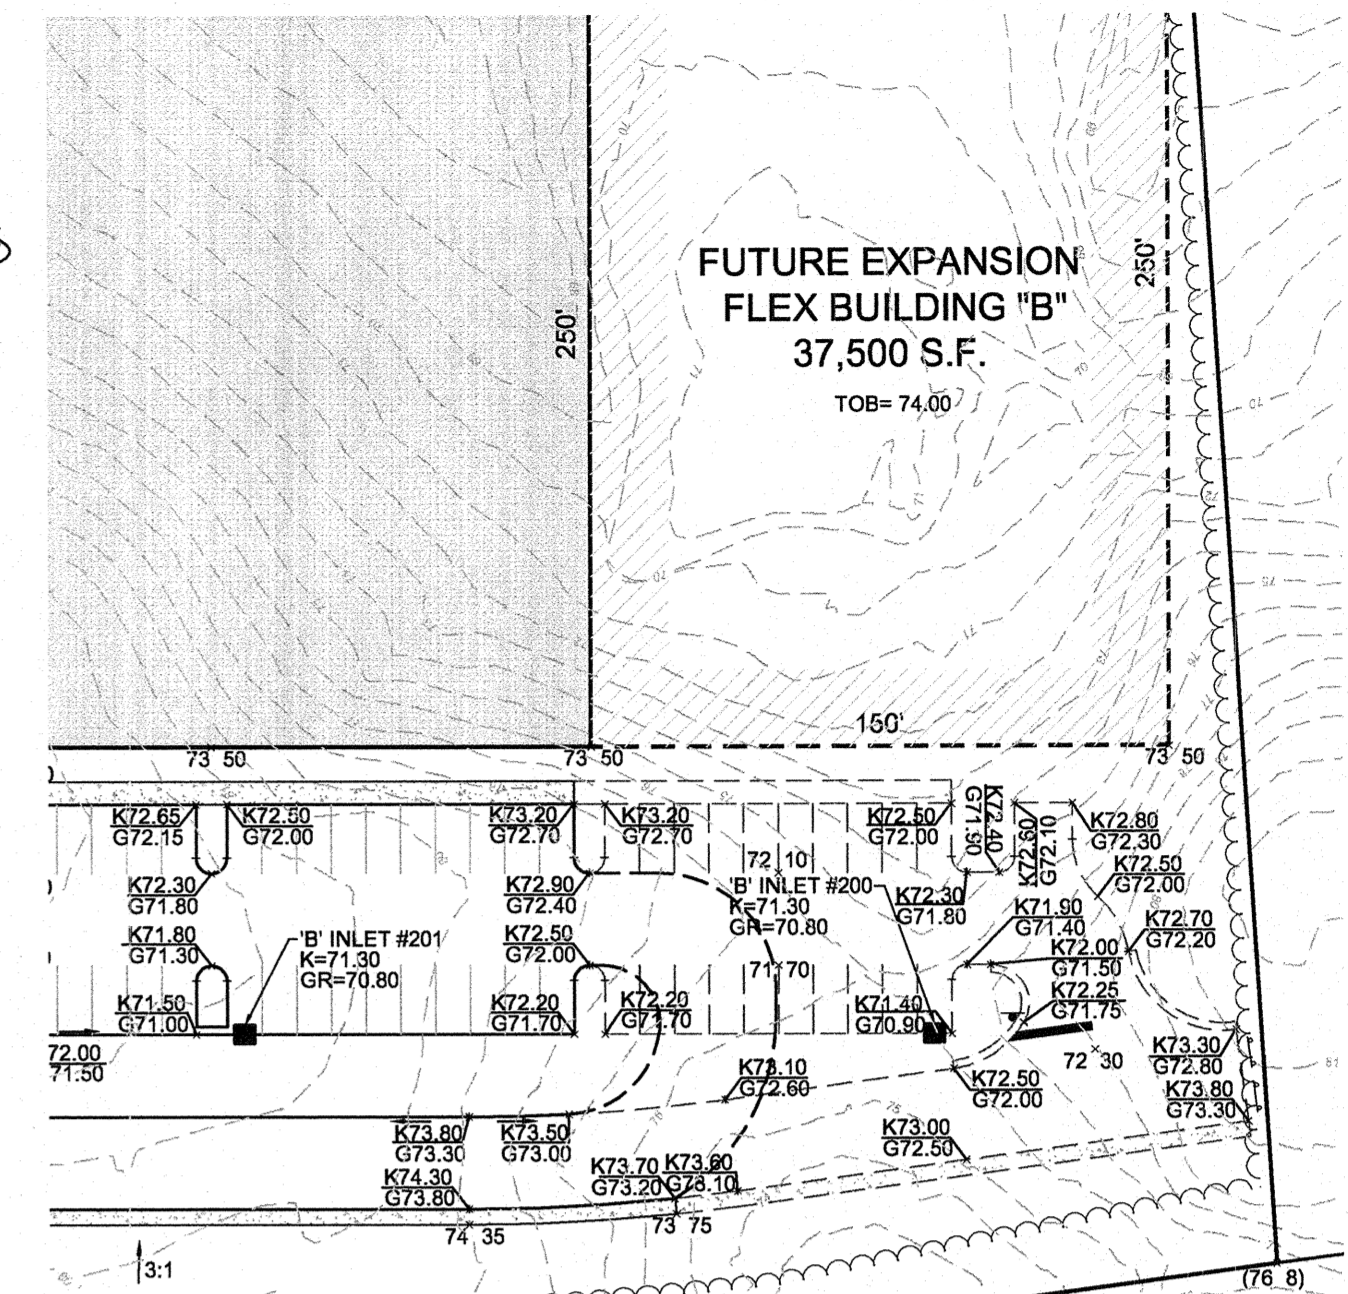 FUTURE EXPANSION
FLEX BUILDING "B"
37,500 S.F.
TOB= 74.00
250'
250'
150'
73 50
73 50
73 50
K72.65
G72.15
K72.50
G72.00
K73.20
G72.70
K73.20
G72.70
K72.50
G72.00
K72.40
G71.90
K72.60
G72.10
K72.80
G72.30
K72.30
G71.80
K72.90
G72.40
72 10
'B' INLET #200
K=71.30
GR=70.80
K72.30
G71.80
K72.50
G72.00
K71.80
G71.30
'B' INLET #201
K=71.30
GR=70.80
K72.50
G72.00
71 70
K71.90
G71.40
K72.00
G71.50
K72.70
G72.20
K71.50
G71.00
K72.20
G71.70
K72.20
G71.70
K71.40
G70.90
K72.25
G71.75
72.00
71.50
K73.10
G72.60
K72.50
G72.00
72 30
K73.30
G72.80
K73.80
G73.30
K73.80
G73.30
K73.50
G73.00
K73.00
G72.50
K74.30
G73.80
K73.70
G73.20
K73.60
G73.10
74 35
73 75
3:1
(76 8)